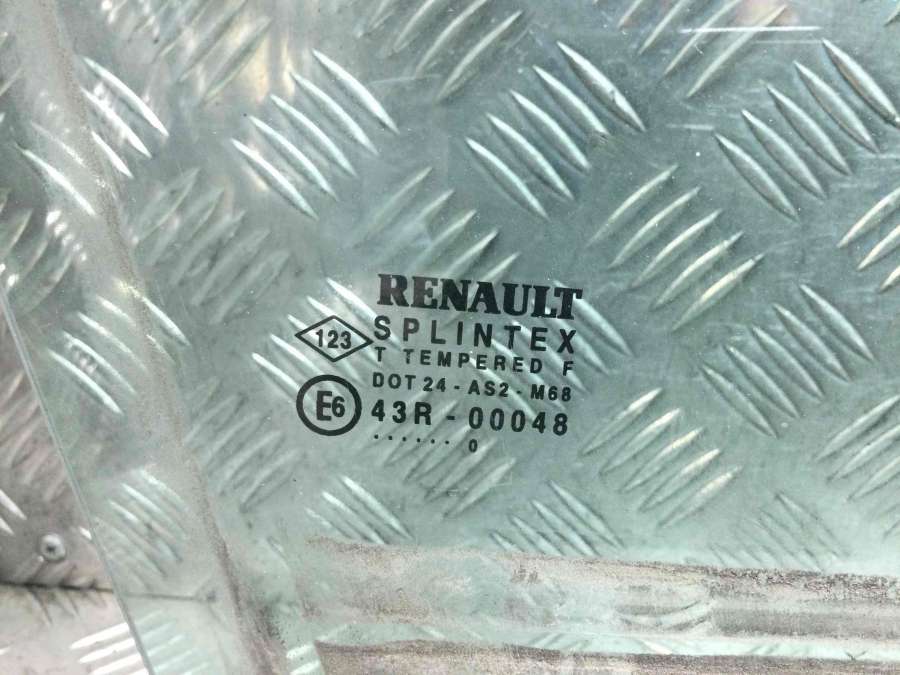 RENAULT
123 SPLINTEX
T TEMPERED F
DOT 24 - AS2 - M68
E6 43R - 00048
...... 0